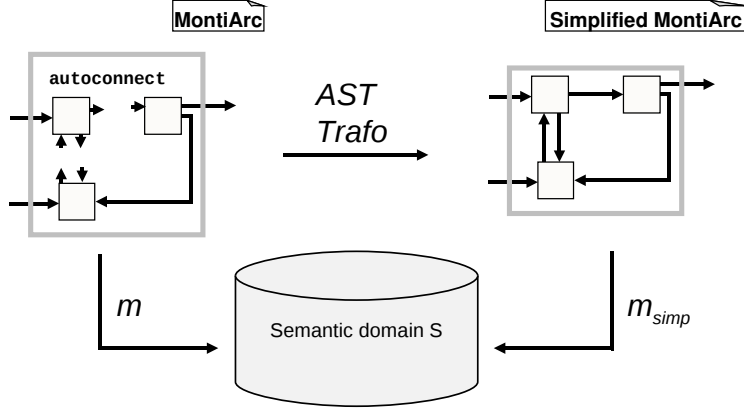 MontiArc
Simplified MontiArc
autoconnect
AST
Trafo
m
Semantic domain S
m_simp